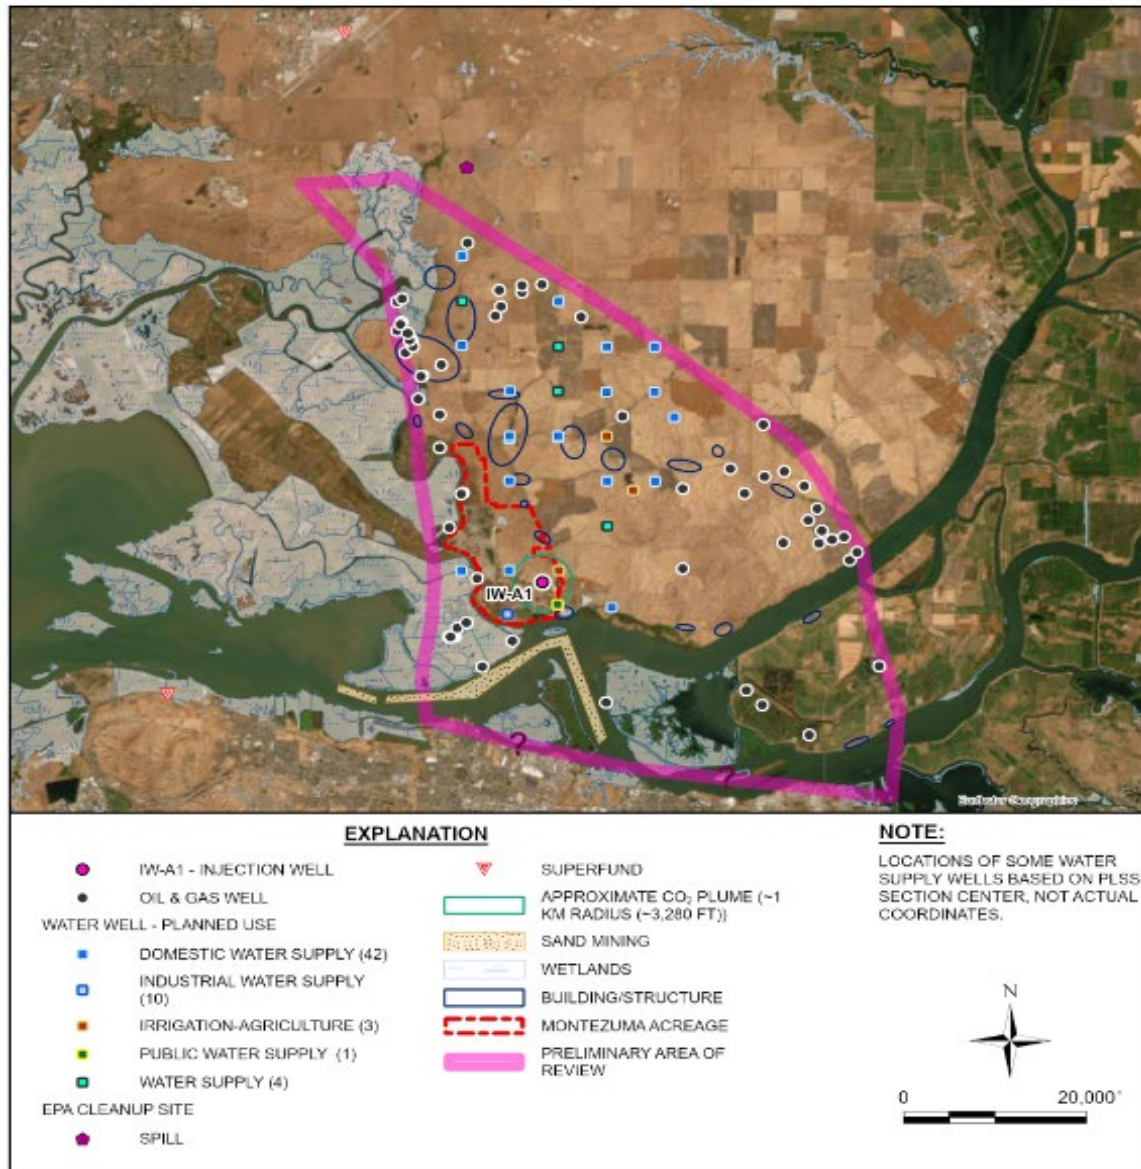 IW-A1
?
?
Earthstar Geographics
EXPLANATION
IW-A1 - INJECTION WELL
OIL & GAS WELL
WATER WELL - PLANNED USE
DOMESTIC WATER SUPPLY (42)
INDUSTRIAL WATER SUPPLY
(10)
IRRIGATION-AGRICULTURE (3)
PUBLIC WATER SUPPLY (1)
WATER SUPPLY (4)
EPA CLEANUP SITE
SPILL
SUPERFUND
APPROXIMATE CO₂ PLUME (~1
KM RADIUS (~3,280 FT))
SAND MINING
WETLANDS
BUILDING/STRUCTURE
MONTEZUMA ACREAGE
PRELIMINARY AREA OF
REVIEW
NOTE:
LOCATIONS OF SOME WATER
SUPPLY WELLS BASED ON PLSS
SECTION CENTER, NOT ACTUAL
COORDINATES.
N
0 20,000'